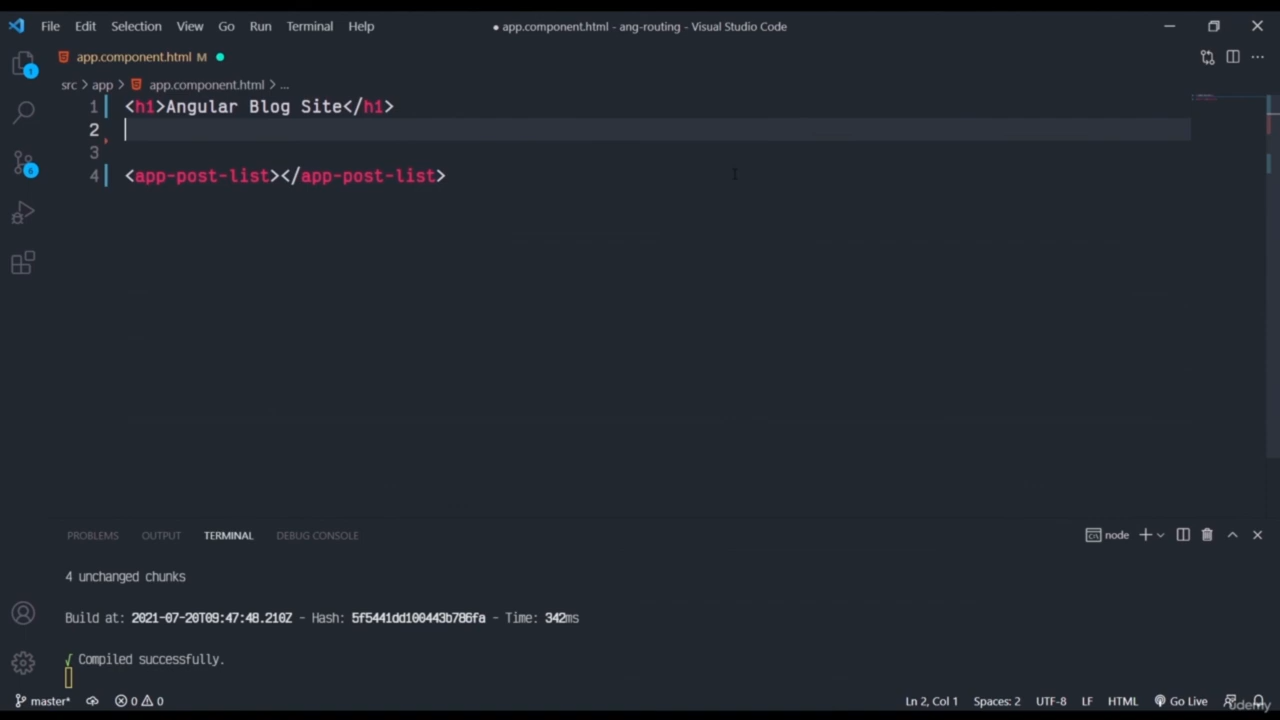 File Edit Selection View Go Run Terminal Help ● app.component.html - ang-routing - Visual Studio Code
app.component.html M
src > app > app.component.html > ...
1 <h1>Angular Blog Site</h1>
2
3
4 <app-post-list></app-post-list>
1
6
PROBLEMS OUTPUT TERMINAL DEBUG CONSOLE node
4 unchanged chunks
Build at: 2021-07-20T09:47:48.210Z - Hash: 5f5441dd100443b786fa - Time: 342ms
√ Compiled successfully.
master* 0 0 Ln 2, Col 1 Spaces: 2 UTF-8 LF HTML Go Live
udemy